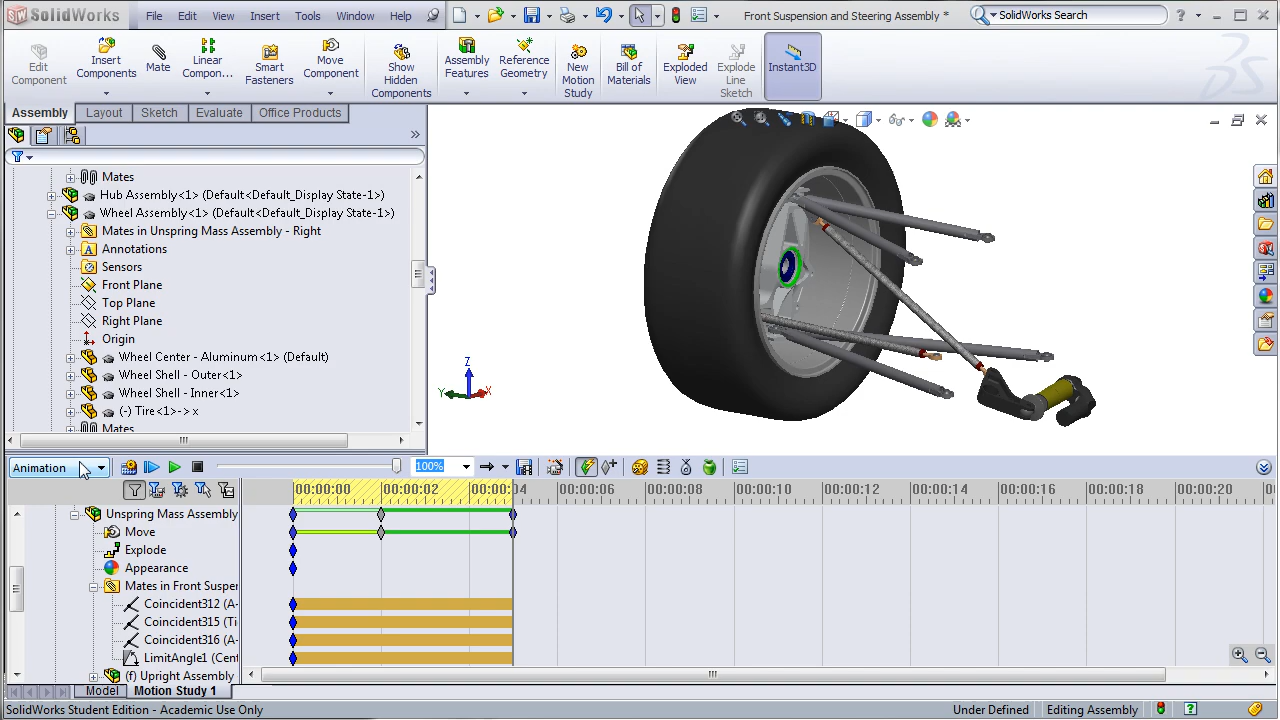 SolidWorks File Edit View Insert Tools Window Help Front Suspension and Steering Assembly * SolidWorks Search
Edit Component
Insert Components
Mate
Linear Compon...
Smart Fasteners
Move Component
Show Hidden Components
Assembly Features
Reference Geometry
New Motion Study
Bill of Materials
Exploded View
Explode Line Sketch
Instant3D
Assembly Layout Sketch Evaluate Office Products
Mates
Hub Assembly<1> (Default<Default_Display State-1>)
Wheel Assembly<1> (Default<Default_Display State-1>)
Mates in Unspring Mass Assembly - Right
Annotations
Sensors
Front Plane
Top Plane
Right Plane
Origin
Wheel Center - Aluminum<1> (Default)
Wheel Shell - Outer<1>
Wheel Shell - Inner<1>
(-) Tire<1>-> x
Mates
Z
Y X
Animation 100%
00:00:00 00:00:02 00:00:04 00:00:06 00:00:08 00:00:10 00:00:12 00:00:14 00:00:16 00:00:18 00:00:20
Unspring Mass Assembly
Move
Explode
Appearance
Mates in Front Suspen
Coincident312 (A-
Coincident315 (Ti
Coincident316 (A-
LimitAngle1 (Cent
(f) Upright Assembly
Model Motion Study 1
SolidWorks Student Edition - Academic Use Only Under Defined Editing Assembly